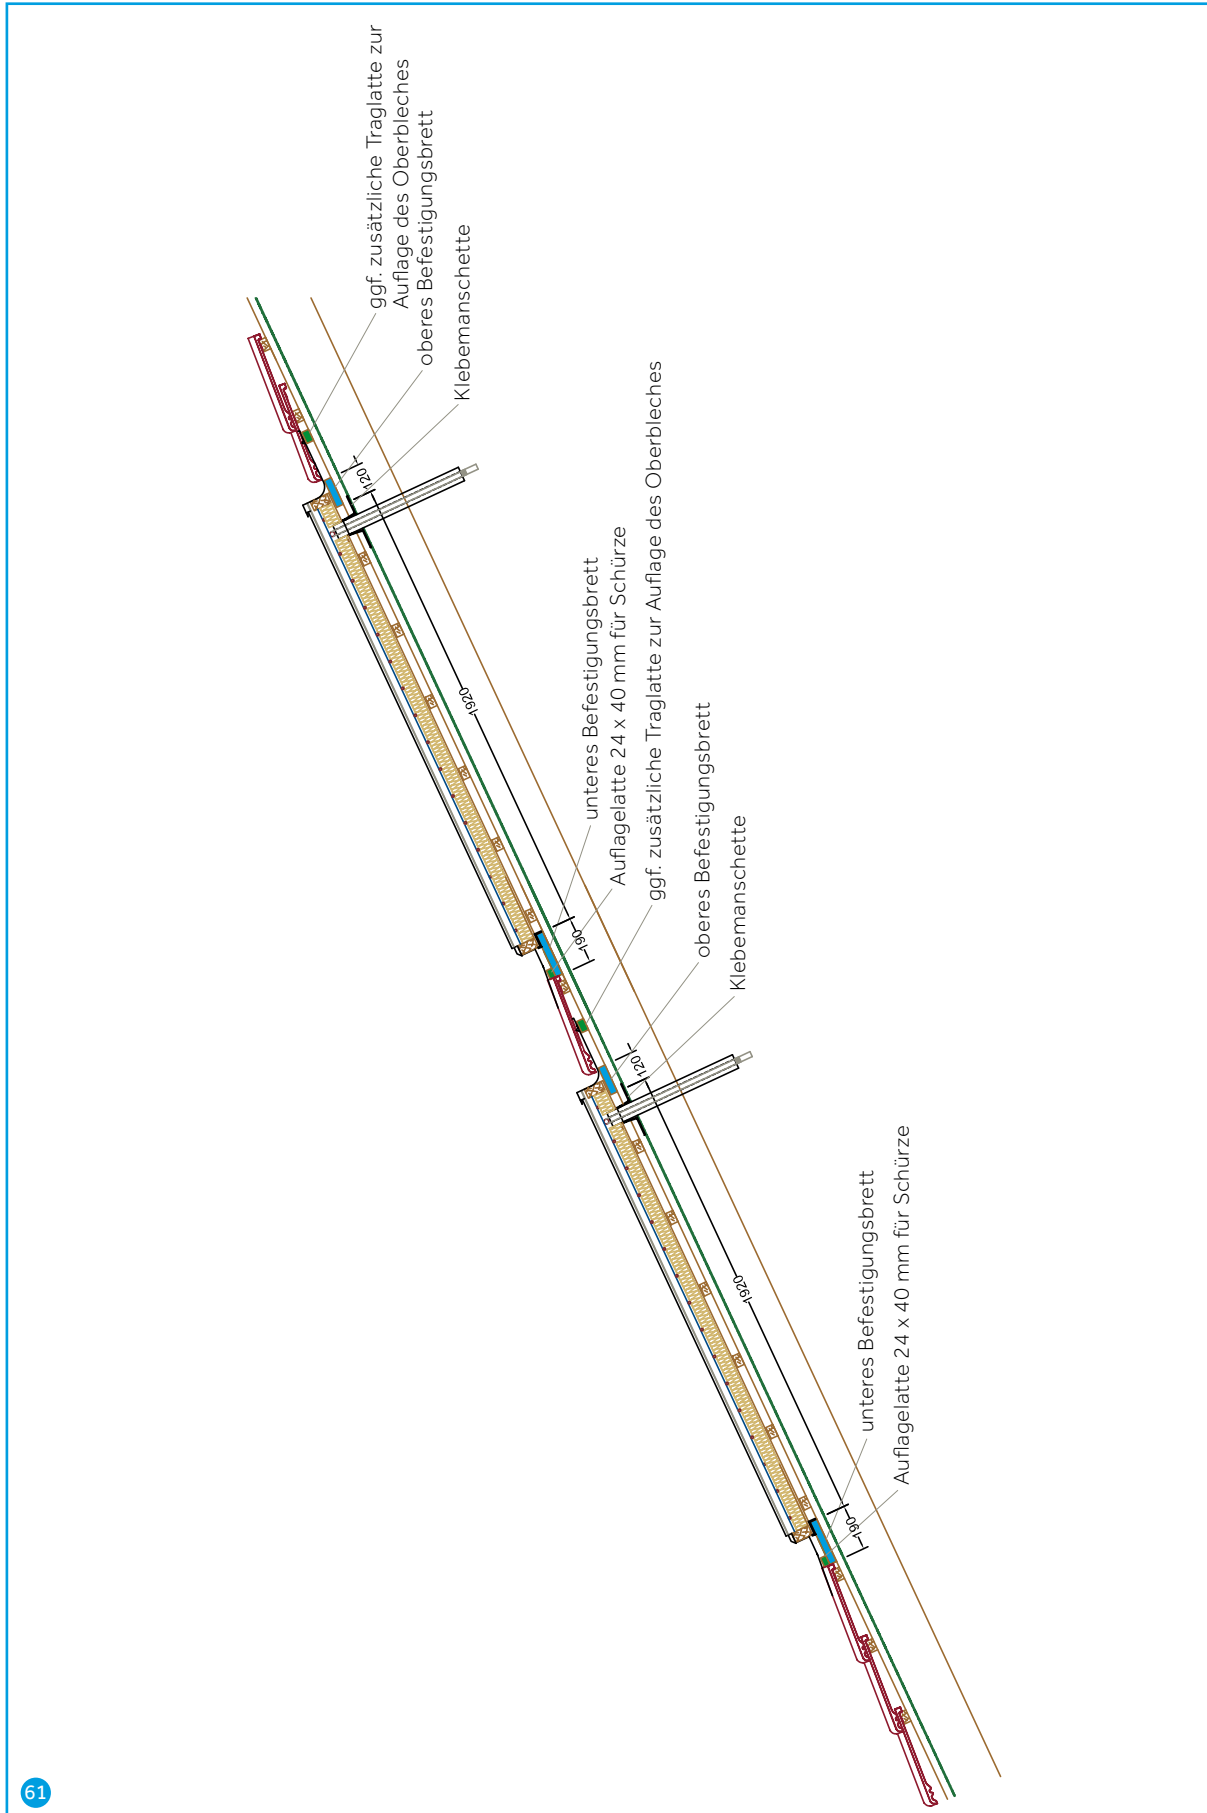 ggf. zusätzliche Traglatte zur
Auflage des Oberbleches
oberes Befestigungsbrett
Klebemanschette
120
1920
unteres Befestigungsbrett
Auflagelatte 24 x 40 mm für Schürze
ggf. zusätzliche Traglatte zur Auflage des Oberbleches
190
oberes Befestigungsbrett
Klebemanschette
120
1920
unteres Befestigungsbrett
Auflagelatte 24 x 40 mm für Schürze
190
61